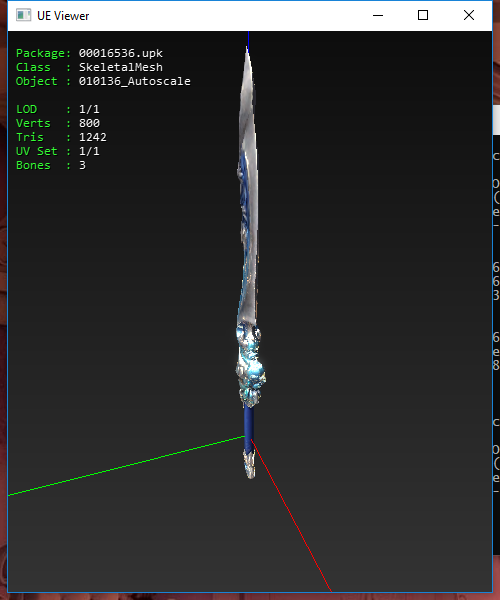 UE Viewer
Package: 00016536.upk
Class : SkeletalMesh
Object : 010136_Autoscale
LOD : 1/1
Verts : 800
Tris : 1242
UV Set : 1/1
Bones : 3